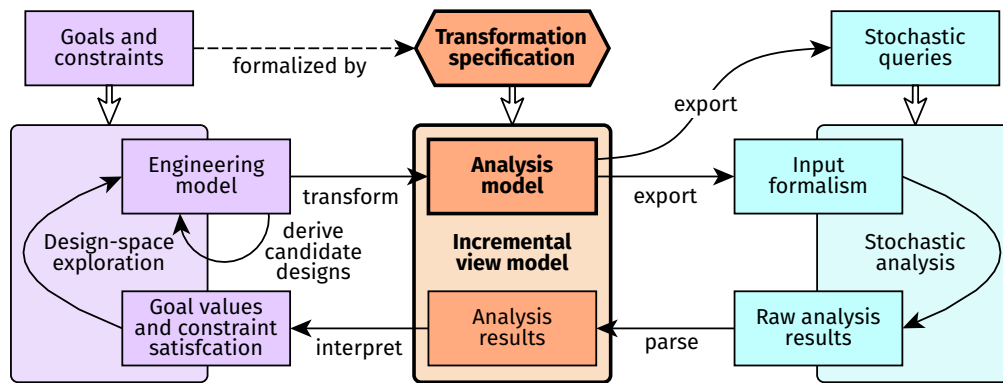 Goals and
constraints
formalized by
Transformation
specification
Stochastic
queries
export
Engineering
model
transform
Analysis
model
export
Input
formalism
Design-space
exploration
derive
candidate
designs
Incremental
view model
Stochastic
analysis
Goal values
and constraint
satisfcation
interpret
Analysis
results
parse
Raw analysis
results